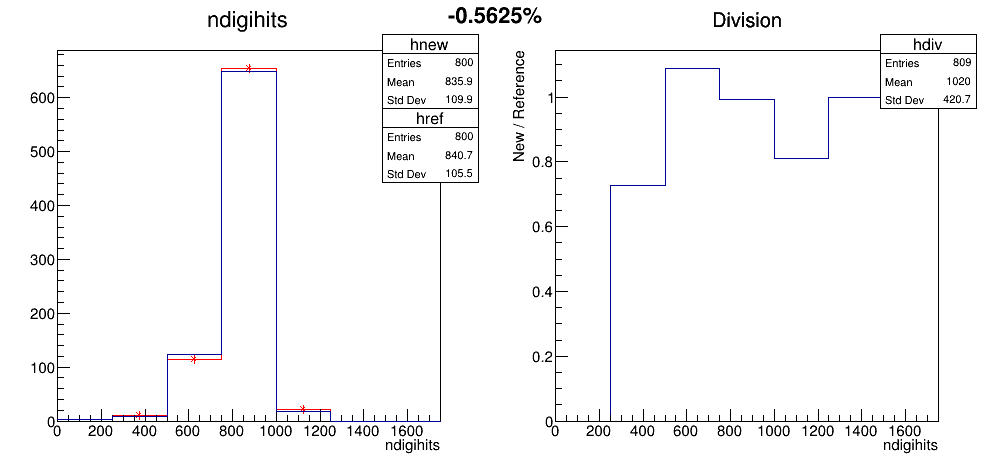 -0.5625%
ndigihits
hnew
Entries 800
Mean 835.9
Std Dev 109.9
href
Entries 800
Mean 840.7
Std Dev 105.5
600
500
400
300
200
100
0
0 200 400 600 800 1000 1200 1400 1600
ndigihits
Division
hdiv
Entries 809
Mean 1020
Std Dev 420.7
New / Reference
1
0.8
0.6
0.4
0.2
0
0 200 400 600 800 1000 1200 1400 1600
ndigihits